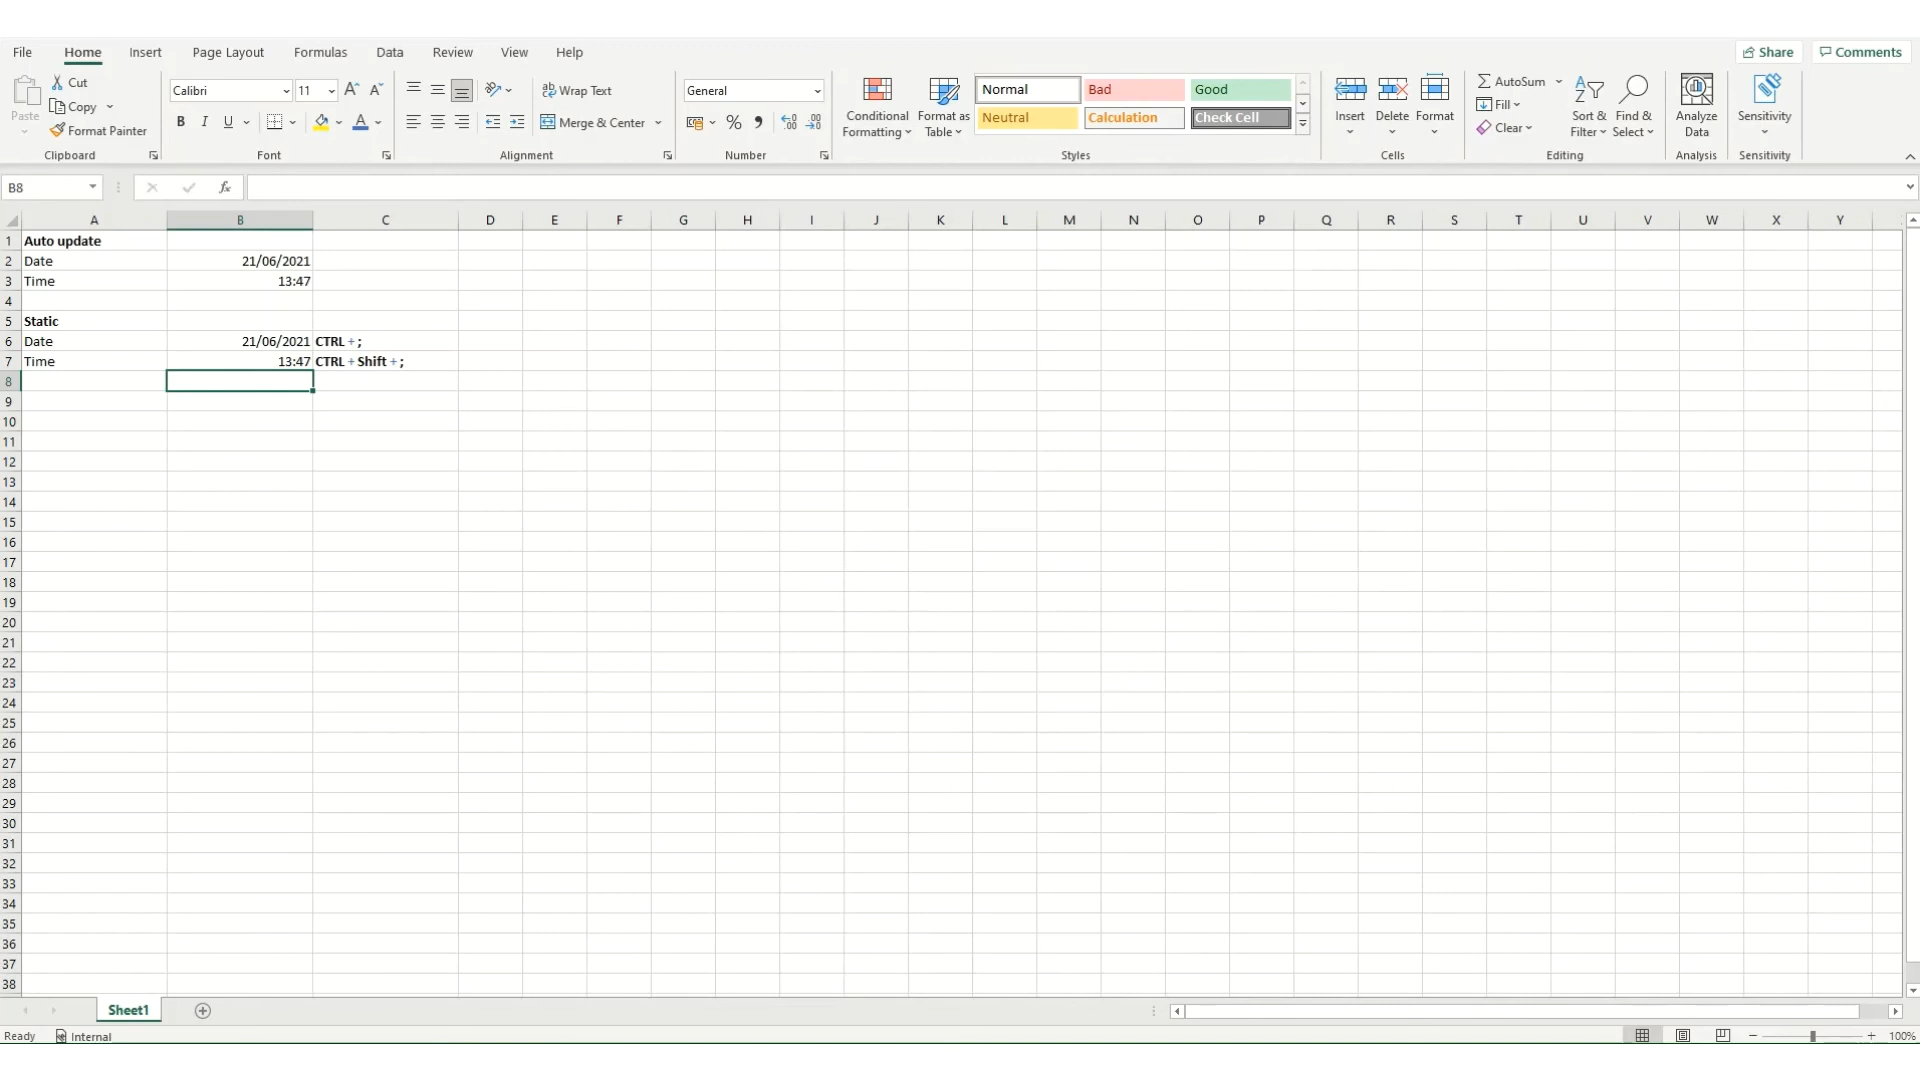 File Home Insert Page Layout Formulas Data Review View Help Share Comments
Paste Cut Copy Format Painter Clipboard
Calibri 11 A A B I U A Font
Wrap Text Merge & Center Alignment
General % , Number
Conditional Formatting Format as Table Normal Bad Good Neutral Calculation Check Cell Styles
Insert Delete Format Cells
AutoSum Fill Clear Sort & Filter Find & Select Editing
Analyze Data Analysis
Sensitivity Sensitivity
B8 fx
A B C D E F G H I J K L M N O P Q R S T U V W X Y
1 Auto update
2 Date 21/06/2021
3 Time 13:47
4
5 Static
6 Date 21/06/2021 CTRL + ;
7 Time 13:47 CTRL + Shift + ;
8
9
10
11
12
13
14
15
16
17
18
19
20
21
22
23
24
25
26
27
28
29
30
31
32
33
34
35
36
37
38
Sheet1
Ready Internal 100%